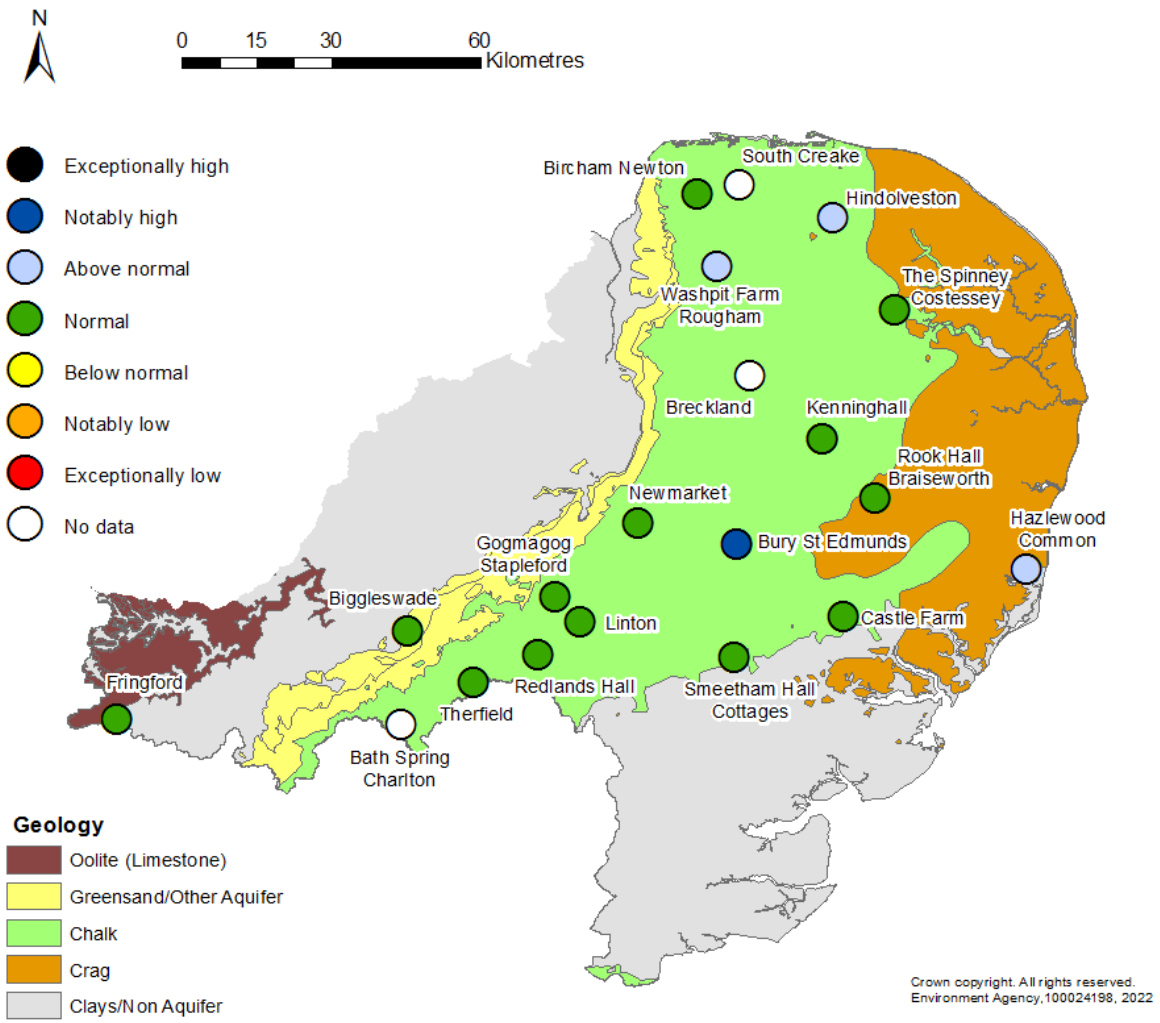 N
0 15 30 60
Kilometres
Exceptionally high
Notably high
Above normal
Normal
Below normal
Notably low
Exceptionally low
No data
South Creake
Bircham Newton
Hindolveston
The Spinney
Costessey
Washpit Farm
Rougham
Breckland
Kenninghall
Rook Hall
Braiseworth
Newmarket
Hazlewood
Common
Gogmagog
Stapleford
Bury St Edmunds
Biggleswade
Linton
Castle Farm
Fringford
Redlands Hall
Smeetham Hall
Cottages
Therfield
Bath Spring
Charlton
Geology
Oolite (Limestone)
Greensand/Other Aquifer
Chalk
Crag
Clays/Non Aquifer
Crown copyright. All rights reserved.
Environment Agency,100024198, 2022